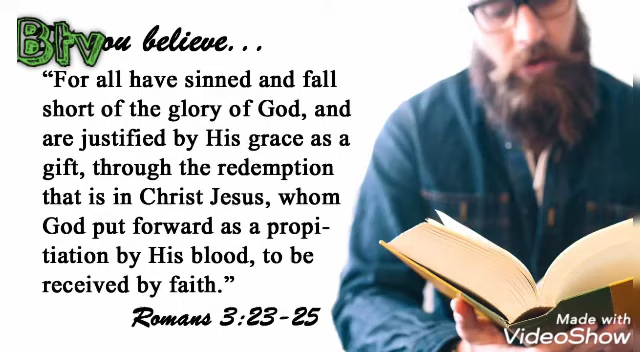 Btv
ou believe...
“For all have sinned and fall
short of the glory of God, and
are justified by His grace as a
gift, through the redemption
that is in Christ Jesus, whom
God put forward as a propi-
tiation by His blood, to be
received by faith.”
Romans 3:23-25
Made with
VideoShow